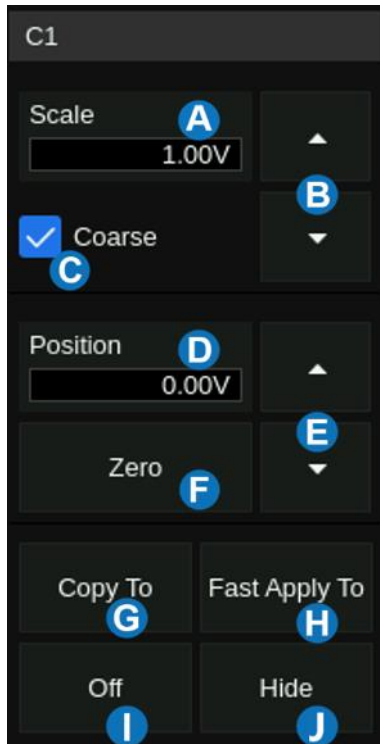 C1
Scale A
1.00V
B
Coarse
C
Position D
0.00V
E
Zero
F
Copy To Fast Apply To
G H
Off Hide
I J